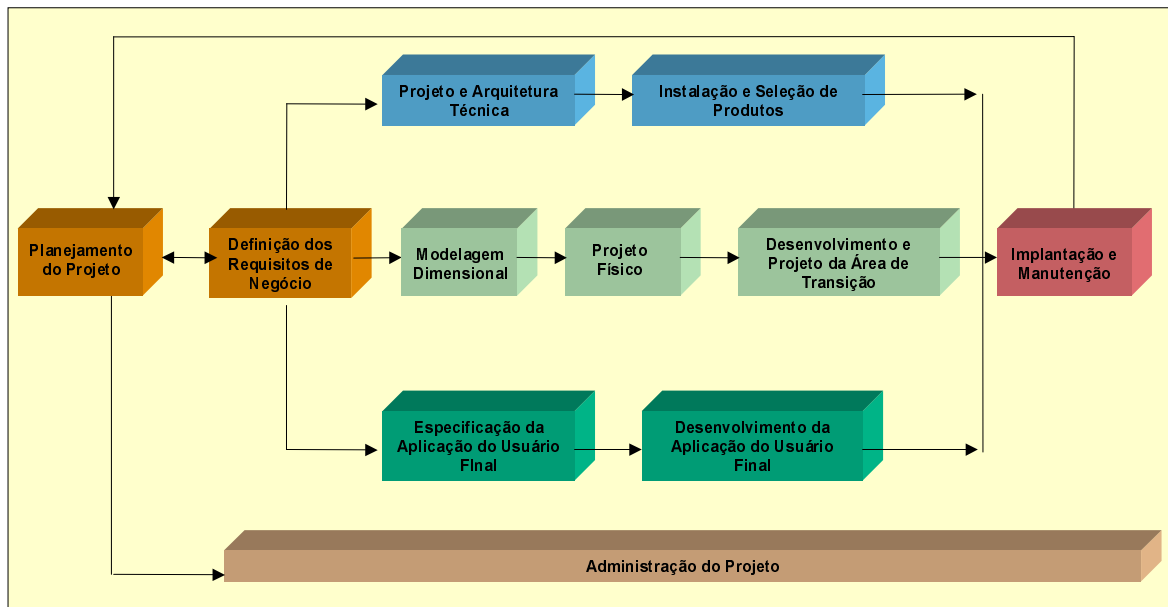 Projeto e Arquitetura
Técnica
Instalação e Seleção de
Produtos
Planejamento
do Projeto
Definição dos
Requisitos de
Negócio
Modelagem
Dimensional
Projeto
Físico
Desenvolvimento e
Projeto da Área de
Transição
Implantação e
Manutenção
Especificação da
Aplicação do Usuário
FInal
Desenvolvimento da
Aplicação do Usuário
Final
Administração do Projeto